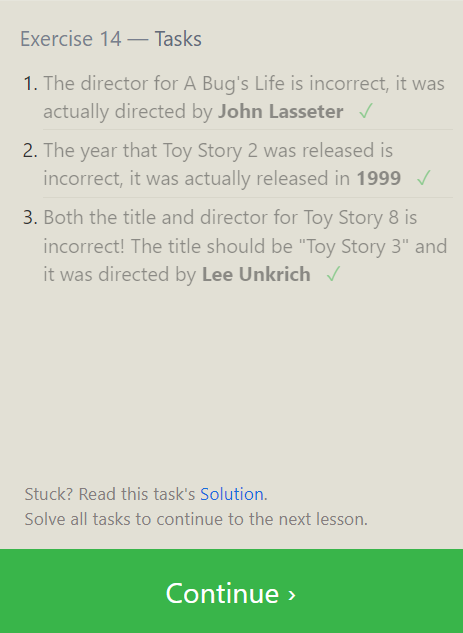 Exercise 14 — Tasks
1. The director for A Bug's Life is incorrect, it was
actually directed by John Lasseter ✓
2. The year that Toy Story 2 was released is
incorrect, it was actually released in 1999 ✓
3. Both the title and director for Toy Story 8 is
incorrect! The title should be "Toy Story 3" and
it was directed by Lee Unkrich ✓
Stuck? Read this task's Solution.
Solve all tasks to continue to the next lesson.
Continue ›